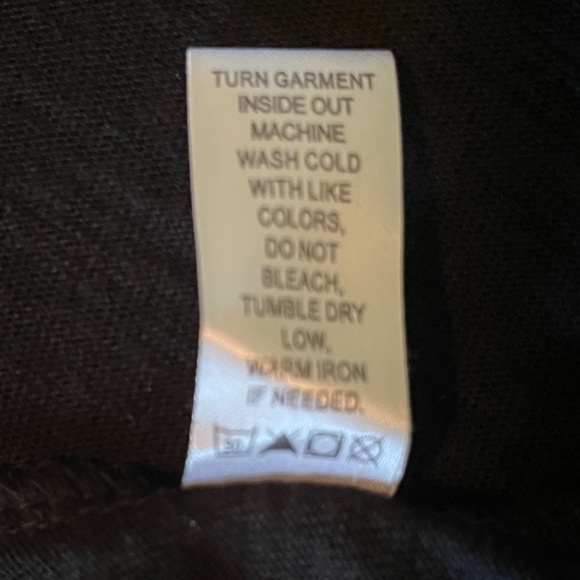 TURN GARMENT
INSIDE OUT
MACHINE
WASH COLD
WITH LIKE
COLORS,
DO NOT
BLEACH,
TUMBLE DRY
LOW,
WARM IRON
IF NEEDED.
30